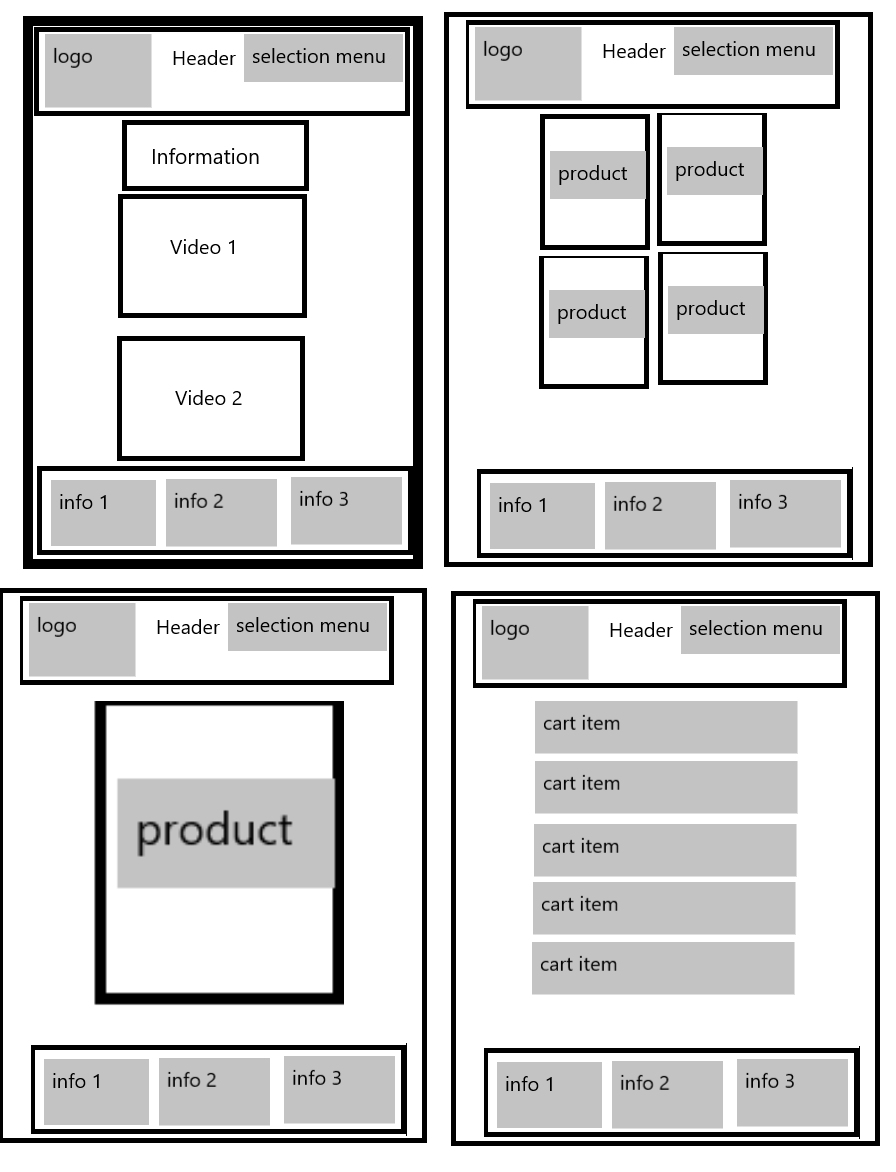 logo
Header
selection menu
Information
Video 1
Video 2
info 1
info 2
info 3
logo
Header
selection menu
product
product
product
product
info 1
info 2
info 3
logo
Header
selection menu
product
info 1
info 2
info 3
logo
Header
selection menu
cart item
cart item
cart item
cart item
cart item
info 1
info 2
info 3